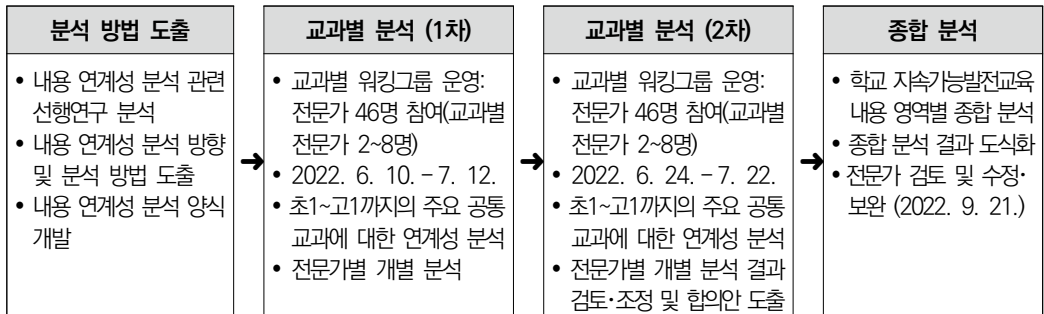 분석 방법 도출
• 내용 연계성 분석 관련
선행연구 분석
• 내용 연계성 분석 방향
및 분석 방법 도출
• 내용 연계성 분석 양식
개발
➜
교과별 분석 (1차)
• 교과별 워킹그룹 운영:
전문가 46명 참여(교과별
전문가 2~8명)
• 2022. 6. 10. – 7. 12.
• 초1~고1까지의 주요 공통
교과에 대한 연계성 분석
• 전문가별 개별 분석
➜
교과별 분석 (2차)
• 교과별 워킹그룹 운영:
전문가 46명 참여(교과별
전문가 2~8명)
• 2022. 6. 24. – 7. 22.
• 초1~고1까지의 주요 공통
교과에 대한 연계성 분석
• 전문가별 개별 분석 결과
검토·조정 및 합의안 도출
➜
종합 분석
• 학교 지속가능발전교육
내용 영역별 종합 분석
• 종합 분석 결과 도식화
• 전문가 검토 및 수정·
보완 (2022. 9. 21.)